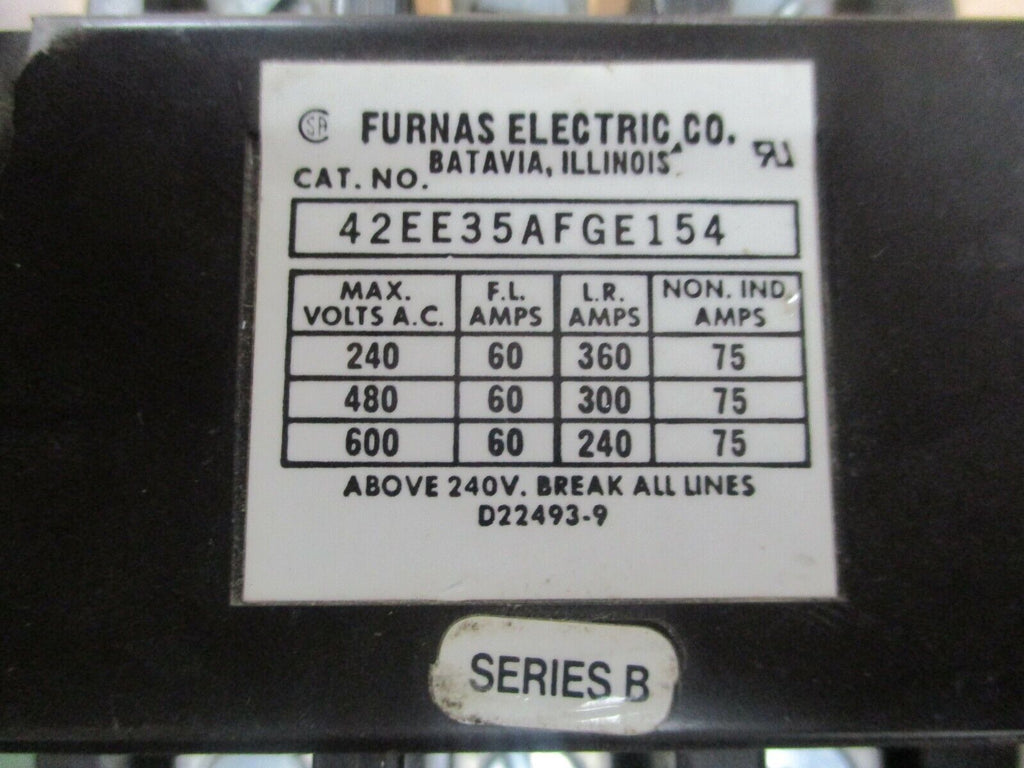 CSA FURNAS ELECTRIC CO.
BATAVIA, ILLINOIS
CAT. NO.
42EE35AFGE154
MAX. VOLTS A.C. F.L. AMPS L.R. AMPS NON. IND. AMPS
240 60 360 75
480 60 300 75
600 60 240 75
ABOVE 240V. BREAK ALL LINES
D22493-9
SERIES B